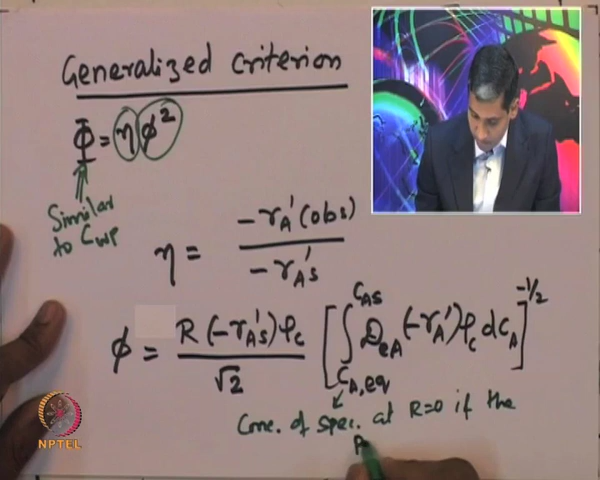 Generalized criterion
Φ = η φ²
Similar to C_WP
η = -r_A'(obs) / -r_A's
φ = R(-r_A's)ρ_c / √2 [∫_{C_A,eq}^{C_AS} D_eA(-r_A')ρ_c dC_A]^{-1/2}
Conc. of spec. at R=0 if the
NPTEL